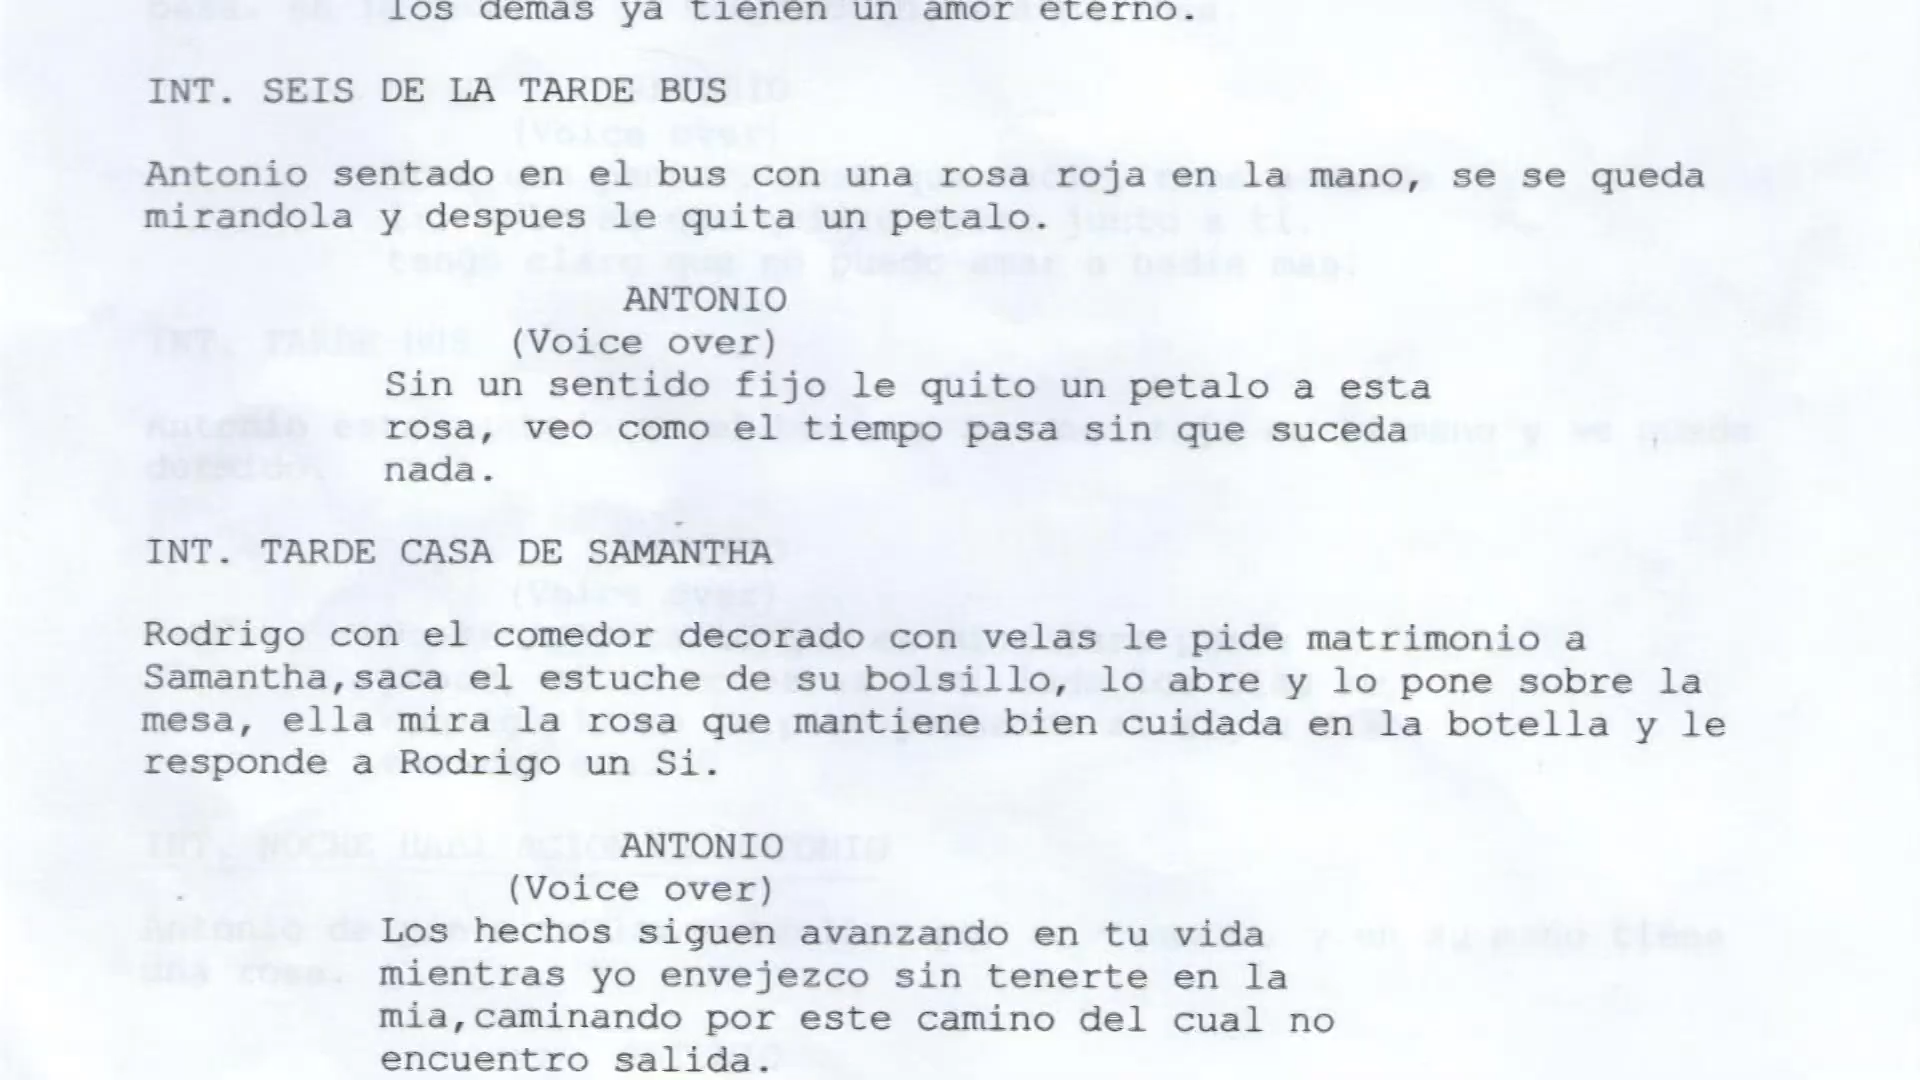 los demas ya tienen un amor eterno.
INT. SEIS DE LA TARDE BUS
Antonio sentado en el bus con una rosa roja en la mano, se se queda
mirandola y despues le quita un petalo.
ANTONIO
(Voice over)
Sin un sentido fijo le quito un petalo a esta
rosa, veo como el tiempo pasa sin que suceda
nada.
INT. TARDE CASA DE SAMANTHA
Rodrigo con el comedor decorado con velas le pide matrimonio a
Samantha,saca el estuche de su bolsillo,lo abre y lo pone sobre la
mesa, ella mira la rosa que mantiene bien cuidada en la botella y le
responde a Rodrigo un Si.
ANTONIO
(Voice over)
Los hechos siguen avanzando en tu vida
mientras yo envejezco sin tenerte en la
mia,caminando por este camino del cual no
encuentro salida.